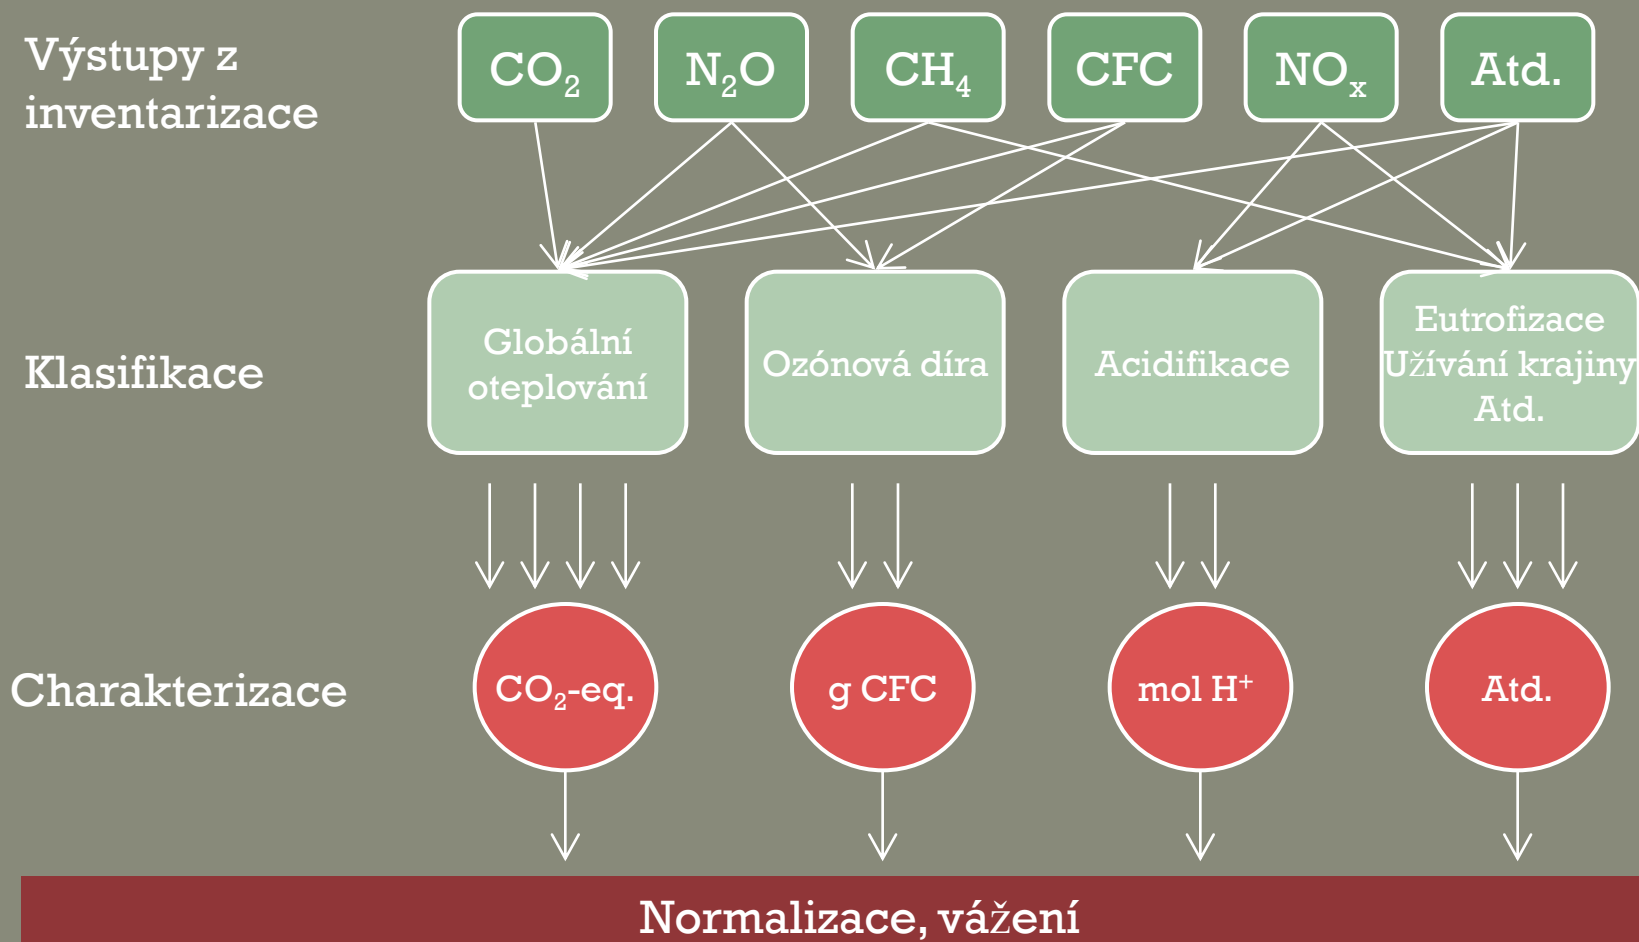 Výstupy z
inventarizace
CO₂
N₂O
CH₄
CFC
NOₓ
Atd.
Klasifikace
Globální
oteplování
Ozónová díra
Acidifikace
Eutrofizace
Užívání krajiny
Atd.
Charakterizace
CO₂-eq.
g CFC
mol H⁺
Atd.
Normalizace, vážení